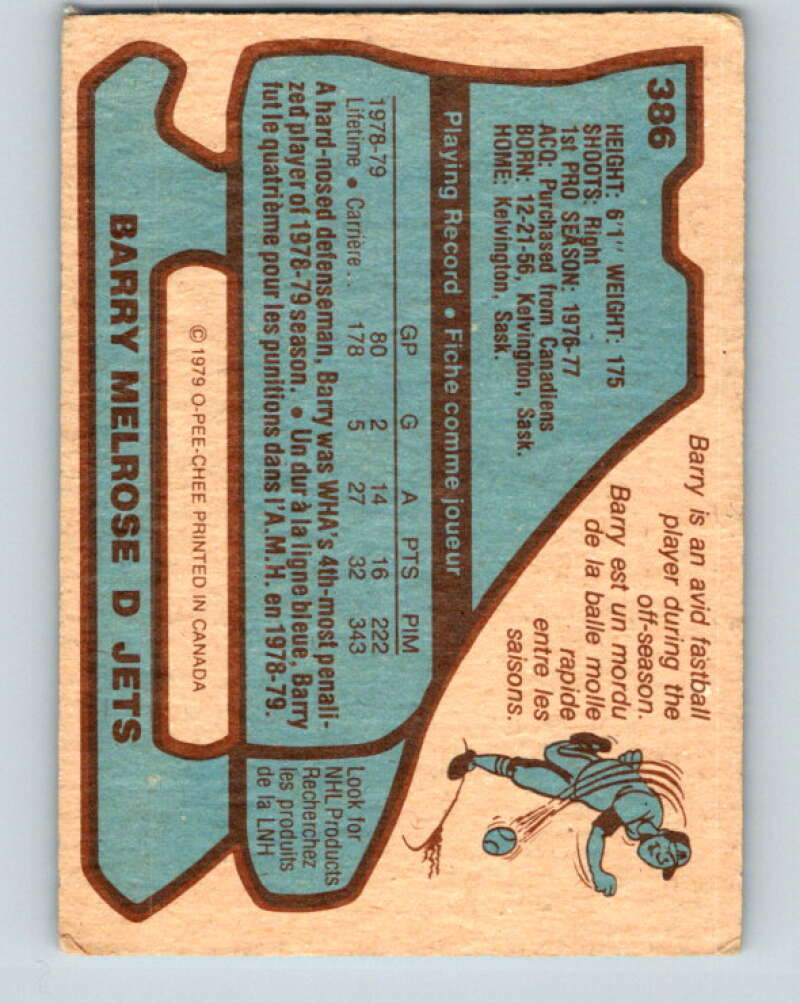 386
HEIGHT: 6'1" WEIGHT: 175
SHOOTS: Right
1st PRO SEASON: 1976-77
ACQ: Purchased from Canadiens
BORN: 12-21-56, Kelvington, Sask.
HOME: Kelvington, Sask.
Barry is an avid fastball
player during the
off-season.
Barry est un mordu
de la balle molle
rapide
entre les
saisons.
Playing Record • Fiche comme joueur
GP G A PTS PIM
1978-79 80 2 14 16 222
Lifetime • Carrière . . 178 5 27 32 343
A hard-nosed defenseman, Barry was WHA's 4th-most penali-
zed player of 1978-79 season. • Un dur à la ligne bleue, Barry
fut le quatrième pour les punitions dans l'A.M.H. en 1978-79.
Look for
NHL Products
Recherchez
les produits
de la LNH
© 1979 O-PEE-CHEE PRINTED IN CANADA
BARRY MELROSE D JETS